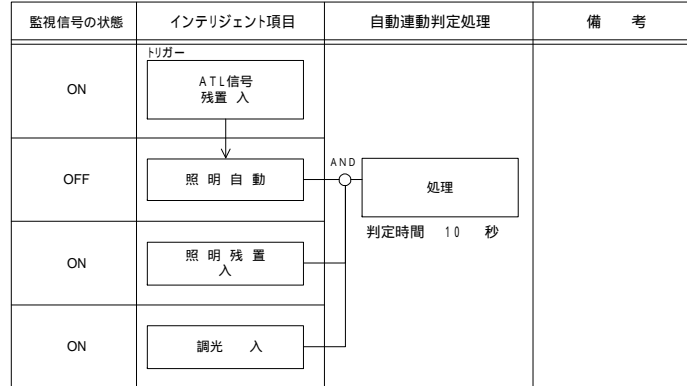 監視信号の状態 インテリジェント項目 自動連動判定処理 備 考
トリガー
ON ATL信号
残置 入
OFF 照 明 自 動 AND 処理
判定時間 10 秒
ON 照 明 残 置
入
ON 調光 入